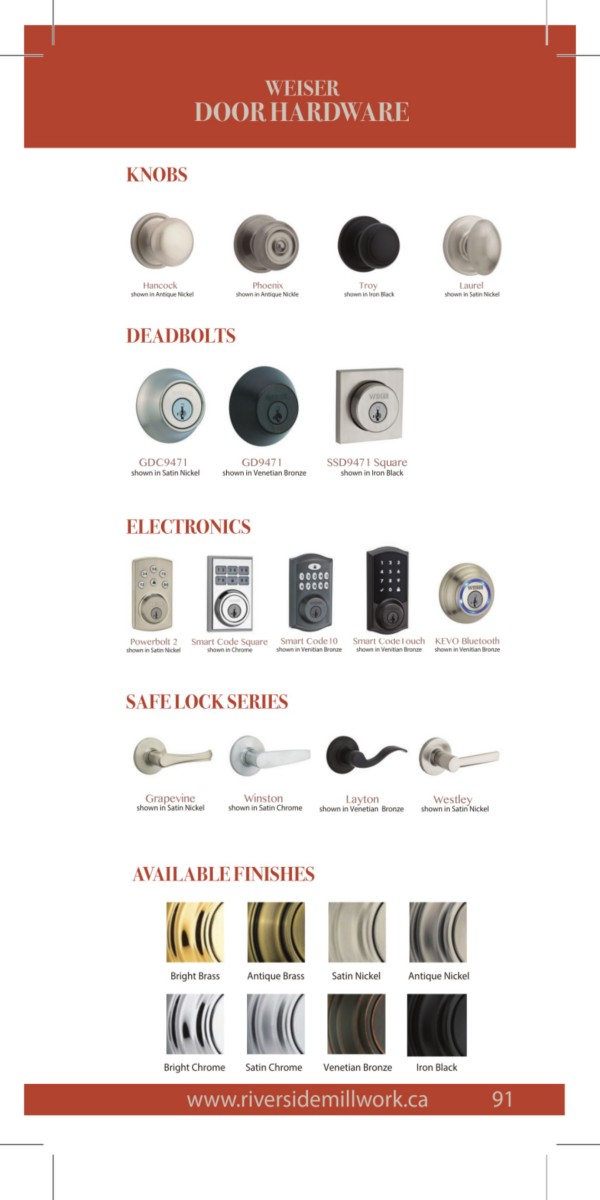 WEISER
DOOR HARDWARE
KNOBS
Hancock
shown in Antique Nickel
Phoenix
shown in Antique Nickle
Troy
shown in Iron Black
Laurel
shown in Satin Nickel
DEADBOLTS
GDC9471
shown in Satin Nickel
GD9471
shown in Venetian Bronze
SSD9471 Square
shown in Iron Black
ELECTRONICS
Powerbolt 2
shown in Satin Nickel
Smart Code Square
shown in Chrome
Smart Code10
shown in Venitian Bronze
Smart CodeTouch
shown in Venitian Bronze
KEVO Bluetooth
shown in Venitian Bronze
SAFE LOCK SERIES
Grapevine
shown in Satin Nickel
Winston
shown in Satin Chrome
Layton
shown in Venetian Bronze
Westley
shown in Satin Nickel
AVAILABLE FINISHES
Bright Brass
Antique Brass
Satin Nickel
Antique Nickel
Bright Chrome
Satin Chrome
Venetian Bronze
Iron Black
www.riversidemillwork.ca 91